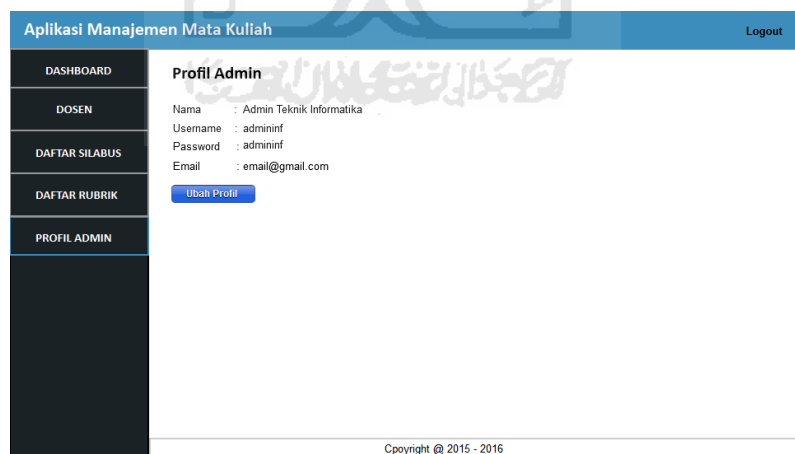 Aplikasi Manajemen Mata Kuliah
Logout
DASHBOARD
DOSEN
DAFTAR SILABUS
DAFTAR RUBRIK
PROFIL ADMIN
Profil Admin
Nama : Admin Teknik Informatika
Username : admininf
Password : admininf
Email : email@gmail.com
Ubah Profil
Cpoyright @ 2015 - 2016